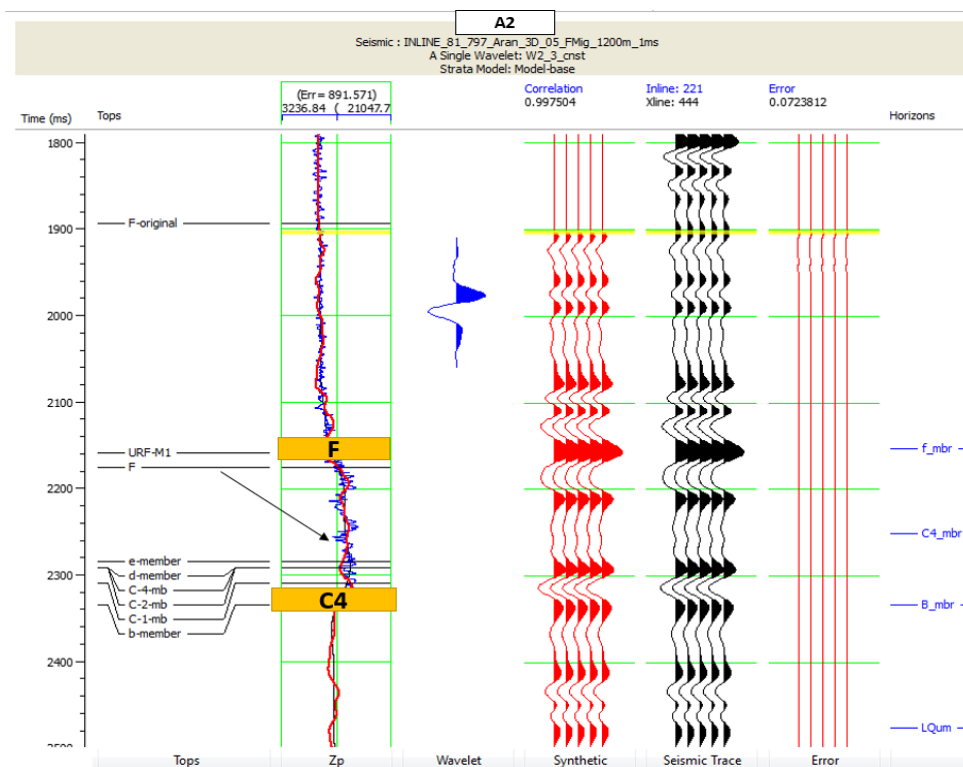 A2
Seismic : INLINE_81_797_Aran_3D_05_FMig_1200m_1ms
A Single Wavelet: W2_3_cnst
Strata Model: Model-base
Time (ms)
Tops
(Err= 891.571)
3236.84 ( 21047.7
Correlation
0.997504
Inline: 221
Xline: 444
Error
0.0723812
Horizons
1800
1900
2000
2100
2200
2300
2400
F-original
URF-M1
F
e-member
d-member
C-4-mb
C-2-mb
C-1-mb
b-member
F
C4
f_mbr
C4_mbr
B_mbr
LQum
Tops
Zp
Wavelet
Synthetic
Seismic Trace
Error